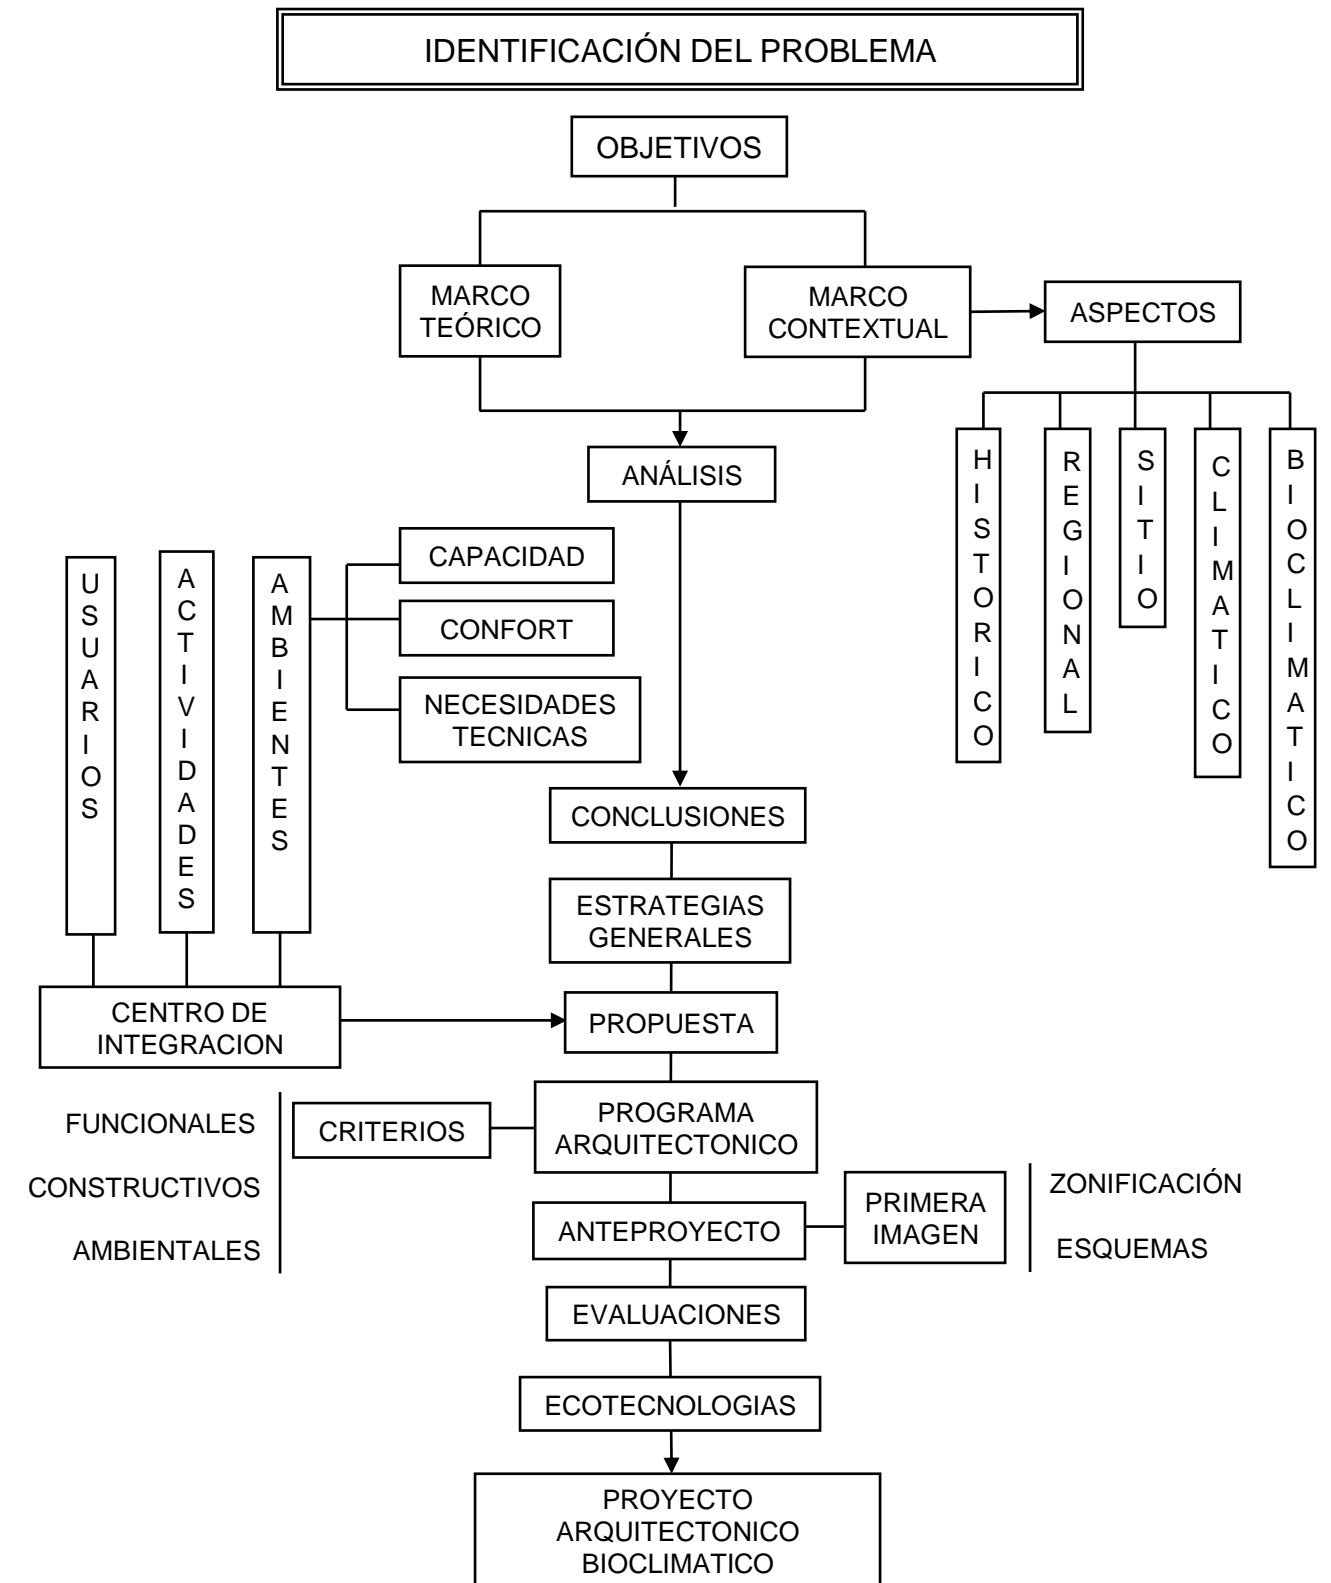 IDENTIFICACIÓN DEL PROBLEMA
OBJETIVOS
MARCO
TEÓRICO
MARCO
CONTEXTUAL
ASPECTOS
HISTORICO
REGIONAL
SITIO
CLIMATICO
BIOCLIMATICO
ANÁLISIS
USUARIOS
ACTIVIDADES
AMBIENTES
CAPACIDAD
CONFORT
NECESIDADES
TECNICAS
CONCLUSIONES
ESTRATEGIAS
GENERALES
CENTRO DE
INTEGRACION
PROPUESTA
FUNCIONALES
CONSTRUCTIVOS
AMBIENTALES
CRITERIOS
PROGRAMA
ARQUITECTONICO
ANTEPROYECTO
PRIMERA
IMAGEN
ZONIFICACIÓN
ESQUEMAS
EVALUACIONES
ECOTECNOLOGIAS
PROYECTO
ARQUITECTONICO
BIOCLIMATICO